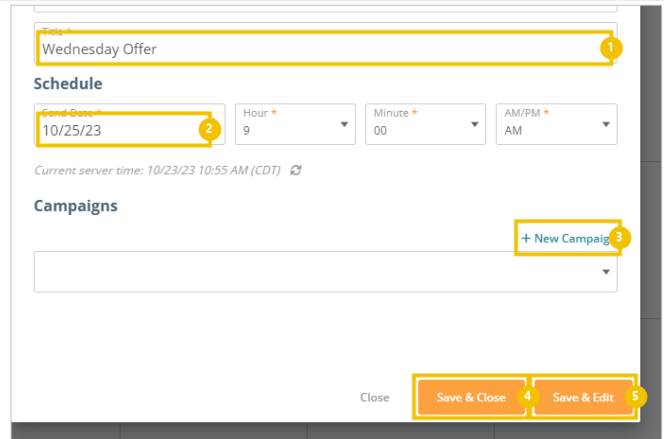 Title *
Wednesday Offer 1
Schedule
Send Date * Hour * Minute * AM/PM *
10/25/23 2 9 00 AM
Current server time: 10/23/23 10:55 AM (CDT)
Campaigns
+ New Campaig 3
Close Save & Close 4 Save & Edit 5